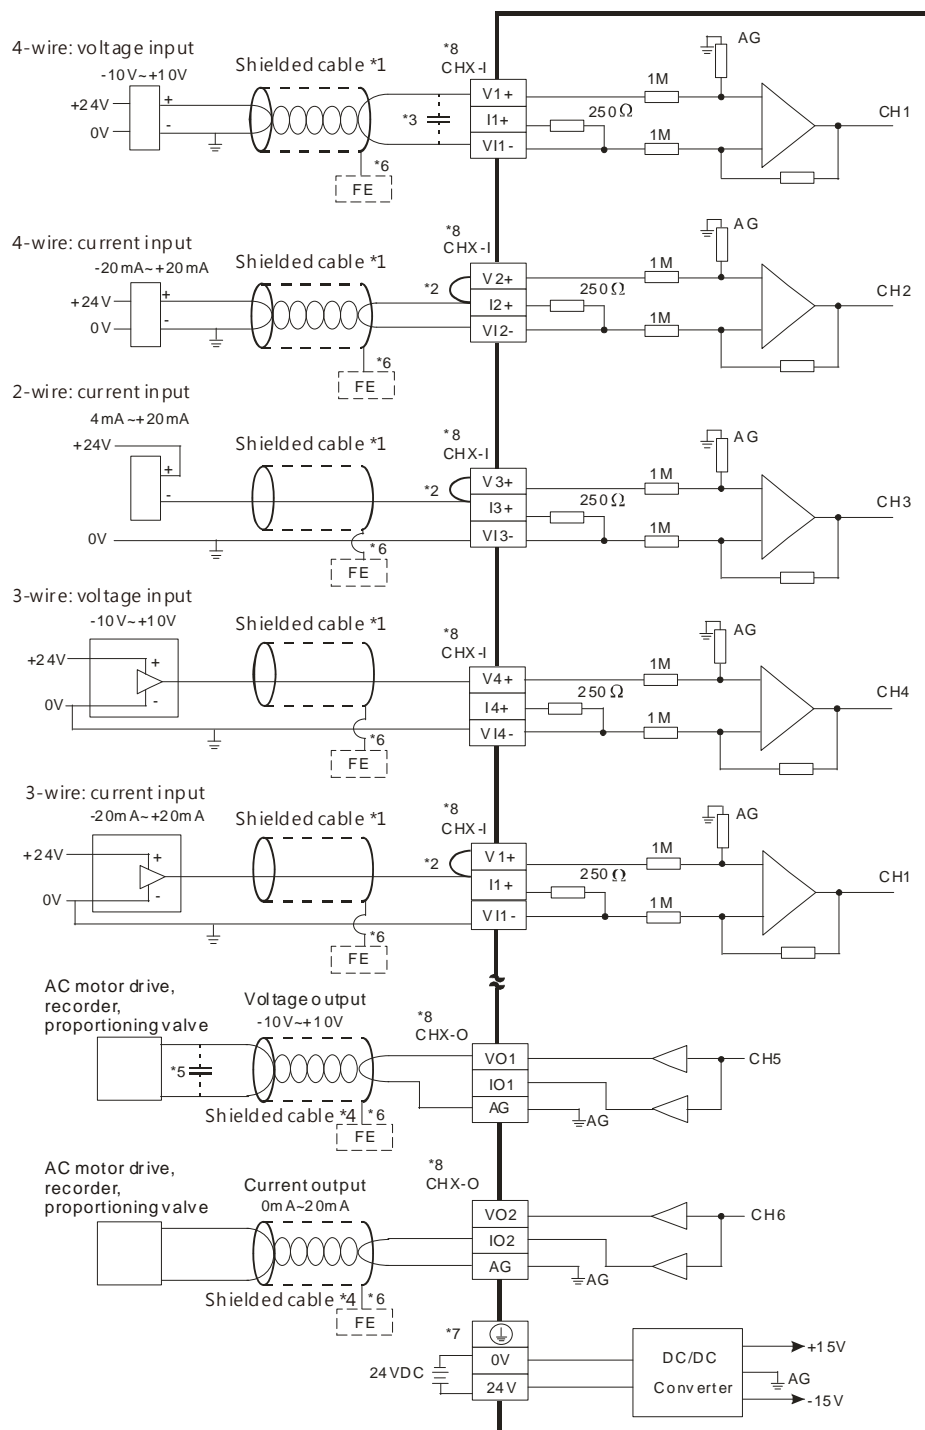 4-wire: voltage input
-10V~+10V
+24V
0V
+
-
Shielded cable *1
*3
*6
FE
*8
CHX-I
V1+
I1+
VI1-
250Ω
1M
1M
AG
CH1
4-wire: current input
-20mA~+20mA
+24V
0V
+
-
Shielded cable *1
*2
*6
FE
*8
CHX-I
V2+
I2+
VI2-
250Ω
1M
1M
AG
CH2
2-wire: current input
4mA~+20mA
+24V
+
-
0V
Shielded cable *1
*2
*6
FE
*8
CHX-I
V3+
I3+
VI3-
250Ω
1M
1M
AG
CH3
3-wire: voltage input
-10V~+10V
+24V
0V
+
-
Shielded cable *1
*6
FE
*8
CHX-I
V4+
I4+
VI4-
250Ω
1M
1M
AG
CH4
3-wire: current input
-20mA~+20mA
+24V
0V
+
-
Shielded cable *1
*2
*6
FE
*8
CHX-I
V1+
I1+
VI1-
250Ω
1M
1M
AG
CH1
AC motor drive,
recorder,
proportioning valve
*5
Voltage output
-10V~+10V
Shielded cable *4
*6
FE
*8
CHX-O
VO1
IO1
AG
AG
CH5
AC motor drive,
recorder,
proportioning valve
Current output
0mA~20mA
Shielded cable *4
*6
FE
*8
CHX-O
VO2
IO2
AG
AG
CH6
*7
24VDC
0V
24V
DC/DC
Converter
+15V
AG
-15V